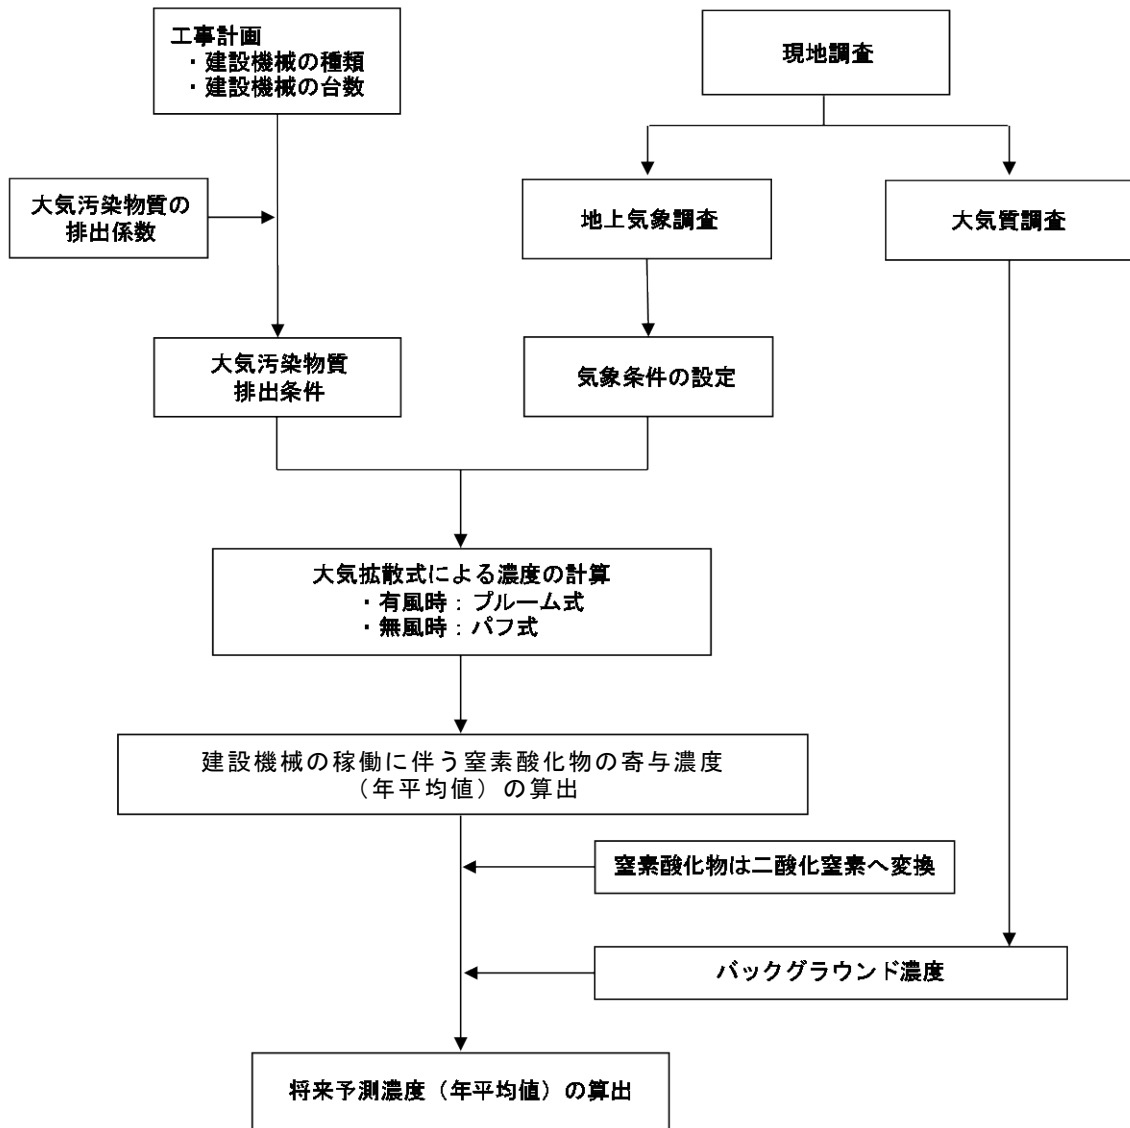 工事計画
・建設機械の種類
・建設機械の台数
現地調査
大気汚染物質の
排出係数
地上気象調査
大気質調査
大気汚染物質
排出条件
気象条件の設定
大気拡散式による濃度の計算
・有風時：プルーム式
・無風時：パフ式
建設機械の稼働に伴う窒素酸化物の寄与濃度
（年平均値）の算出
窒素酸化物は二酸化窒素へ変換
バックグラウンド濃度
将来予測濃度（年平均値）の算出